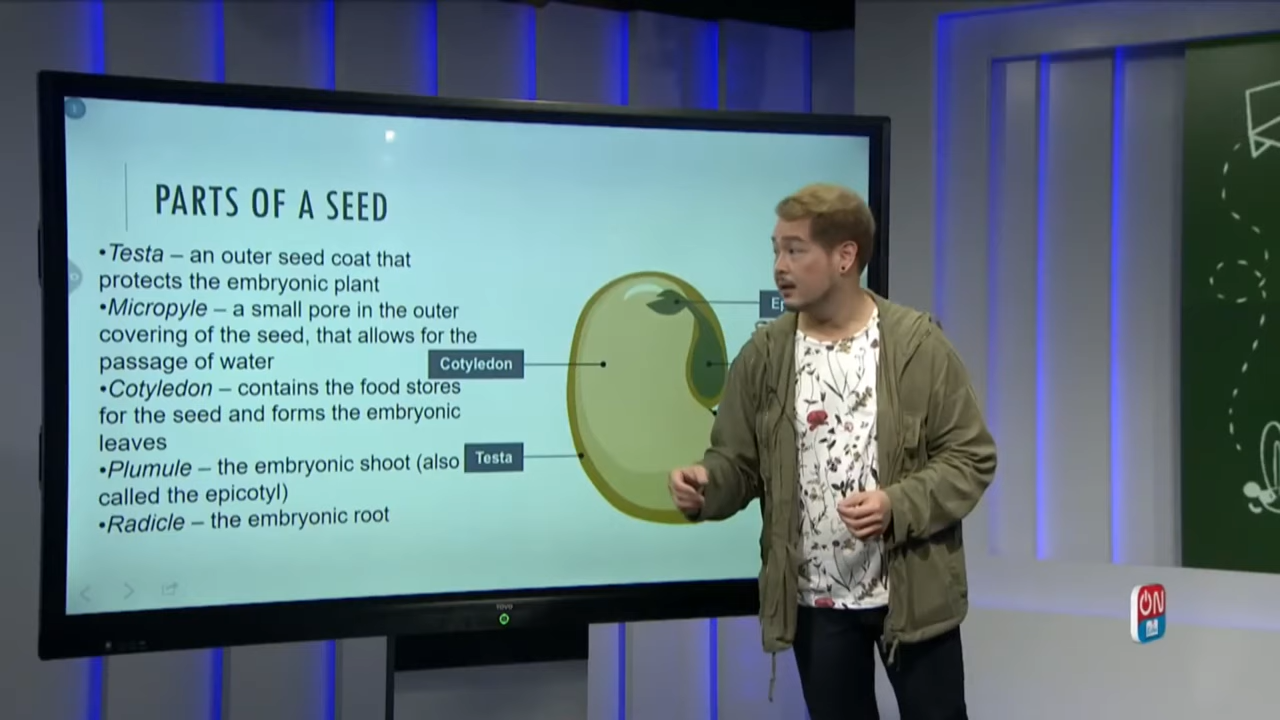 PARTS OF A SEED
•Testa – an outer seed coat that
protects the embryonic plant
•Micropyle – a small pore in the outer
covering of the seed, that allows for the
passage of water
•Cotyledon – contains the food stores
for the seed and forms the embryonic
leaves
•Plumule – the embryonic shoot (also
called the epicotyl)
•Radicle – the embryonic root
Cotyledon
Testa
ON